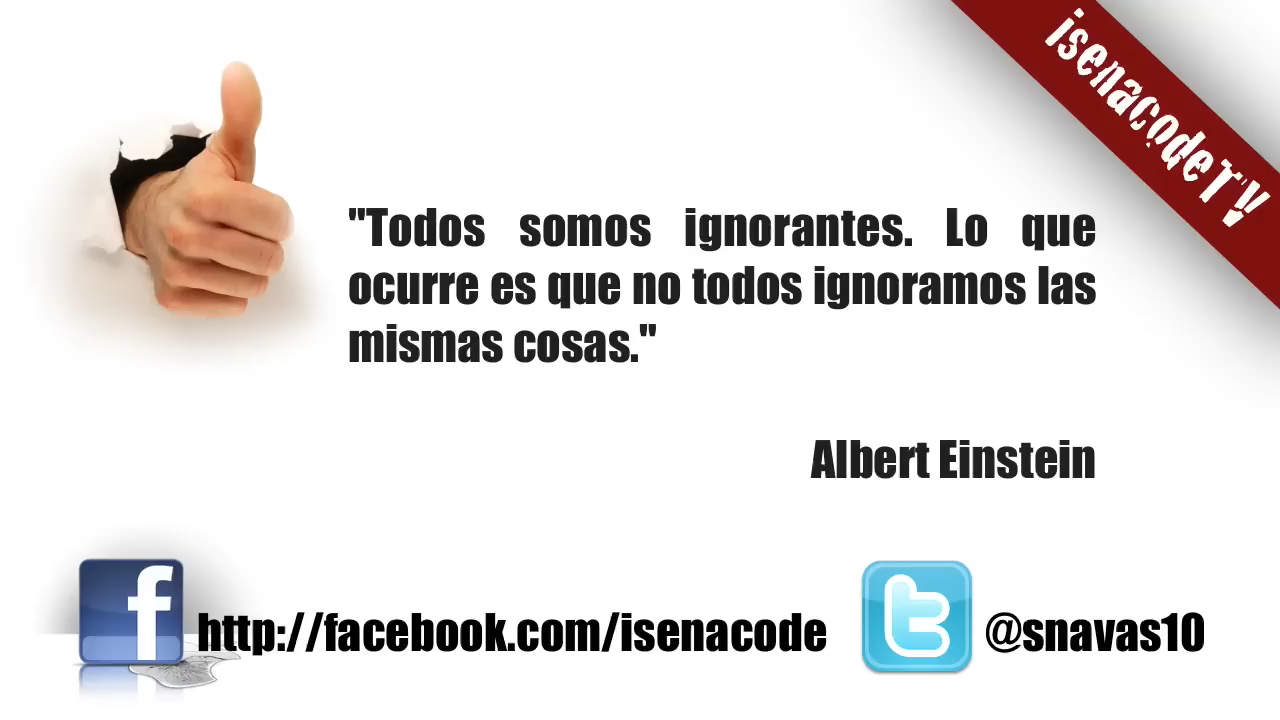 isenacodeTV
"Todos somos ignorantes. Lo que
ocurre es que no todos ignoramos las
mismas cosas."
Albert Einstein
f http://facebook.com/isenacode
t @snavas10